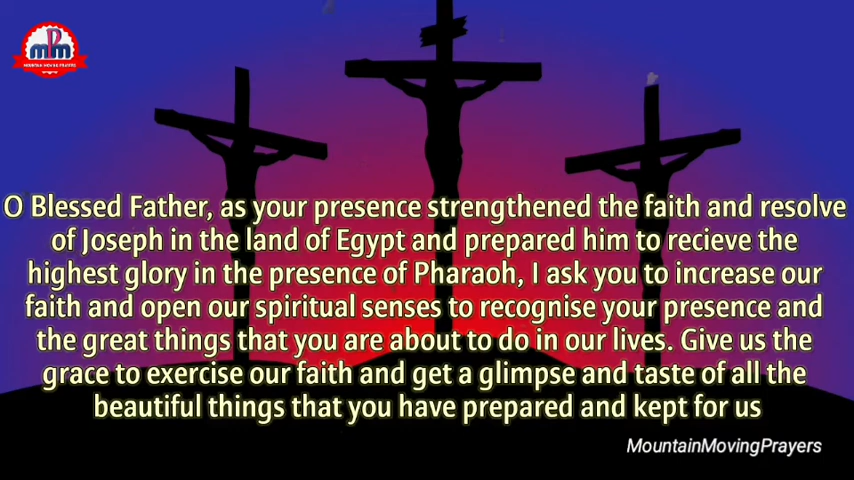 mpm
MOUNTAIN MOVING PRAYERS
O Blessed Father, as your presence strengthened the faith and resolve
of Joseph in the land of Egypt and prepared him to recieve the
highest glory in the presence of Pharaoh, I ask you to increase our
faith and open our spiritual senses to recognise your presence and
the great things that you are about to do in our lives. Give us the
grace to exercise our faith and get a glimpse and taste of all the
beautiful things that you have prepared and kept for us
MountainMovingPrayers